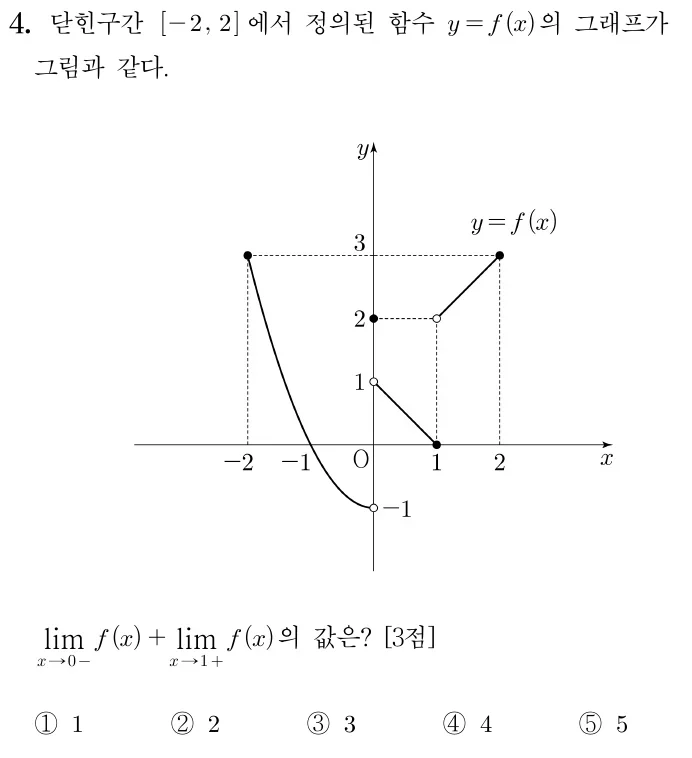 4. 닫힌구간 [−2, 2]에서 정의된 함수 y=f(x)의 그래프가
그림과 같다.
y
y=f(x)
3
2
1
−2 −1 O 1 2 x
−1
lim f(x)+lim f(x)의 값은? [3점]
x→0− x→1+
① 1 ② 2 ③ 3 ④ 4 ⑤ 5